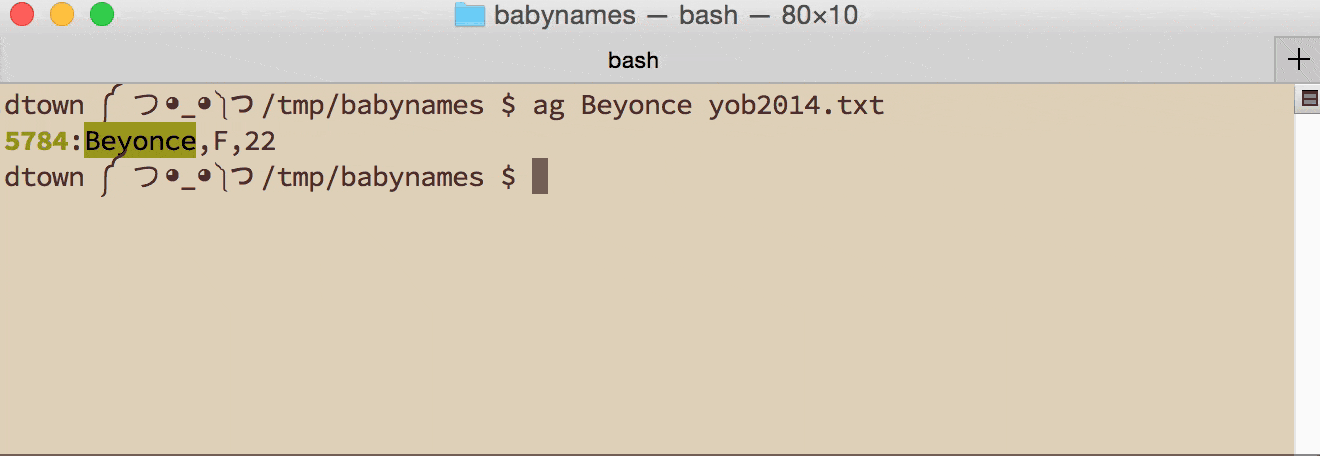 babynames — bash — 80×10
bash
dtown ༼ つ ◕_◕ ༽つ /tmp/babynames $ ag Beyonce yob2014.txt
5784:Beyonce,F,22
dtown ༼ つ ◕_◕ ༽つ /tmp/babynames $